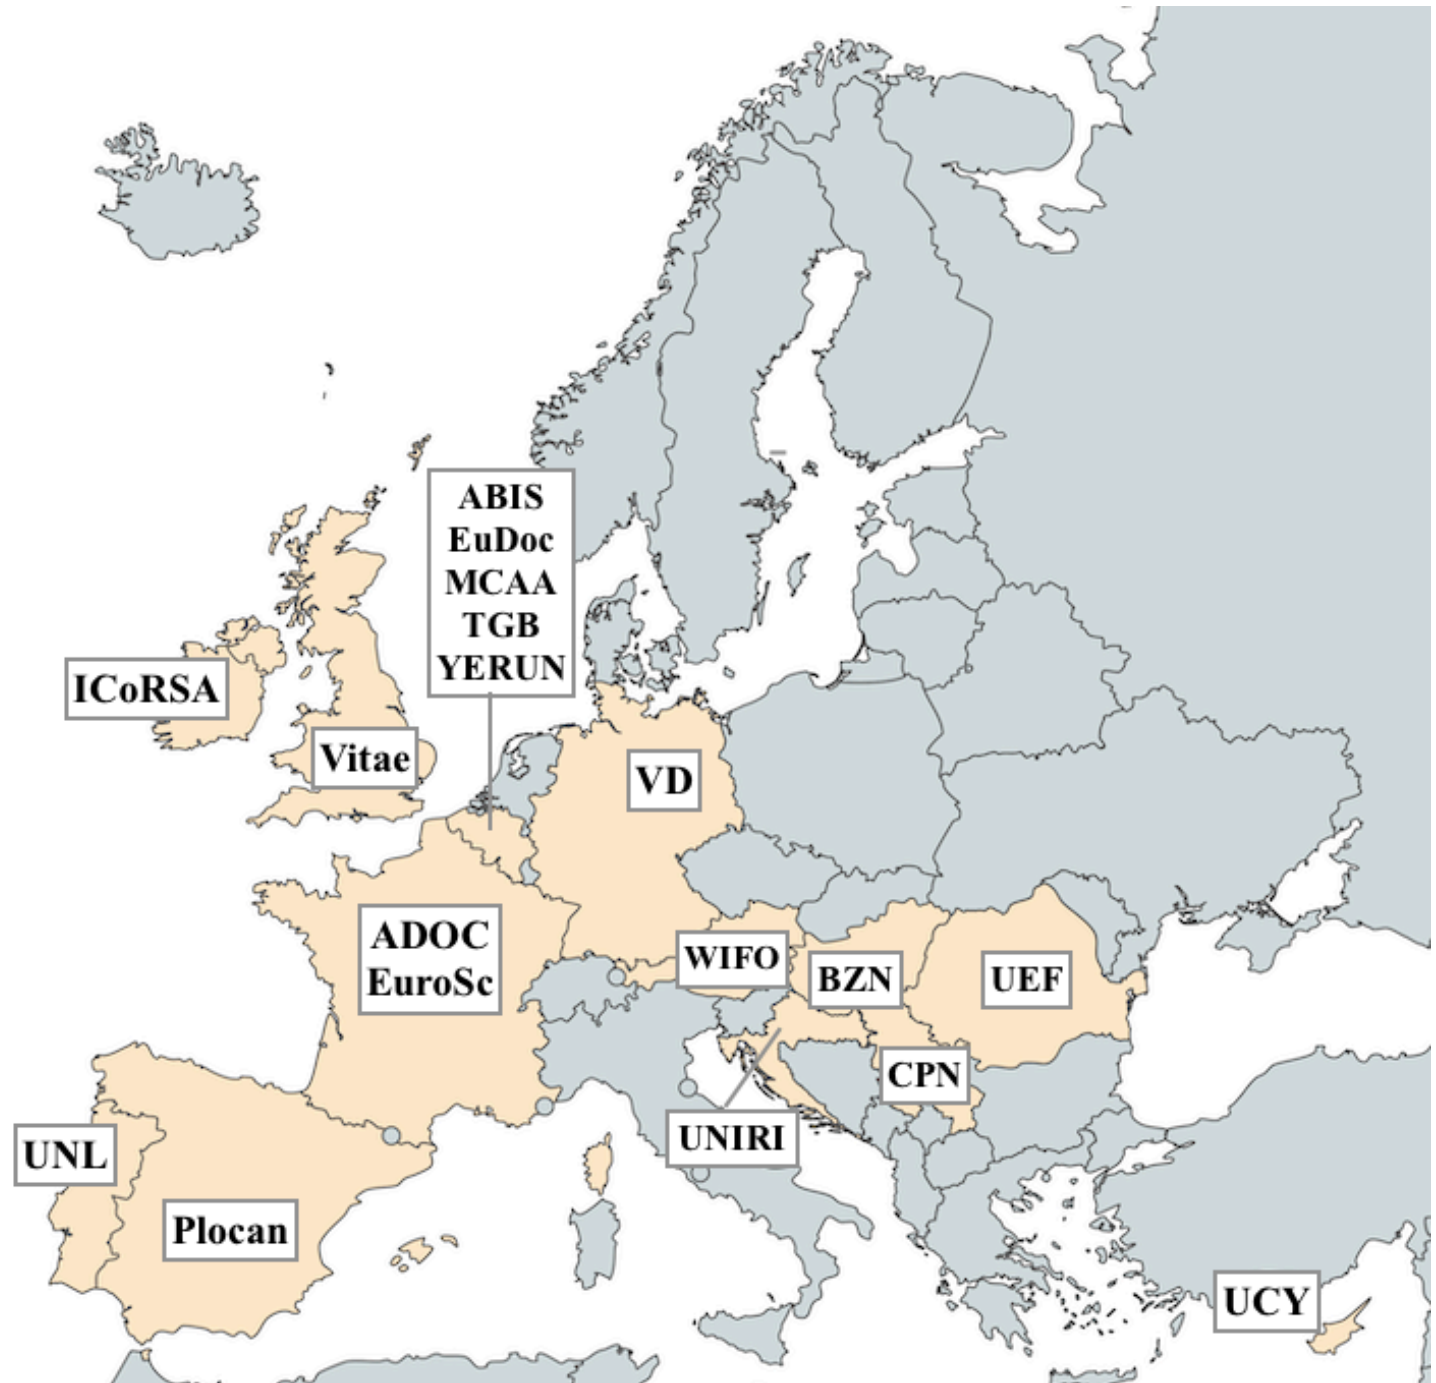 ABIS
EuDoc
MCAA
TGB
YERUN
ICoRSA
Vitae
VD
ADOC
EuroSc
WIFO
BZN
UEF
CPN
UNIRI
UNL
Plocan
UCY